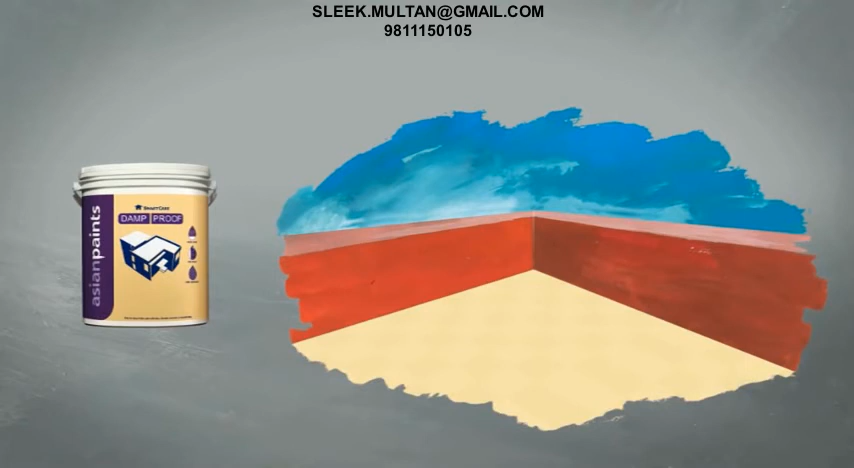 SLEEK.MULTAN@GMAIL.COM
9811150105
asianpaints
SMARTCARE
DAMP PROOF